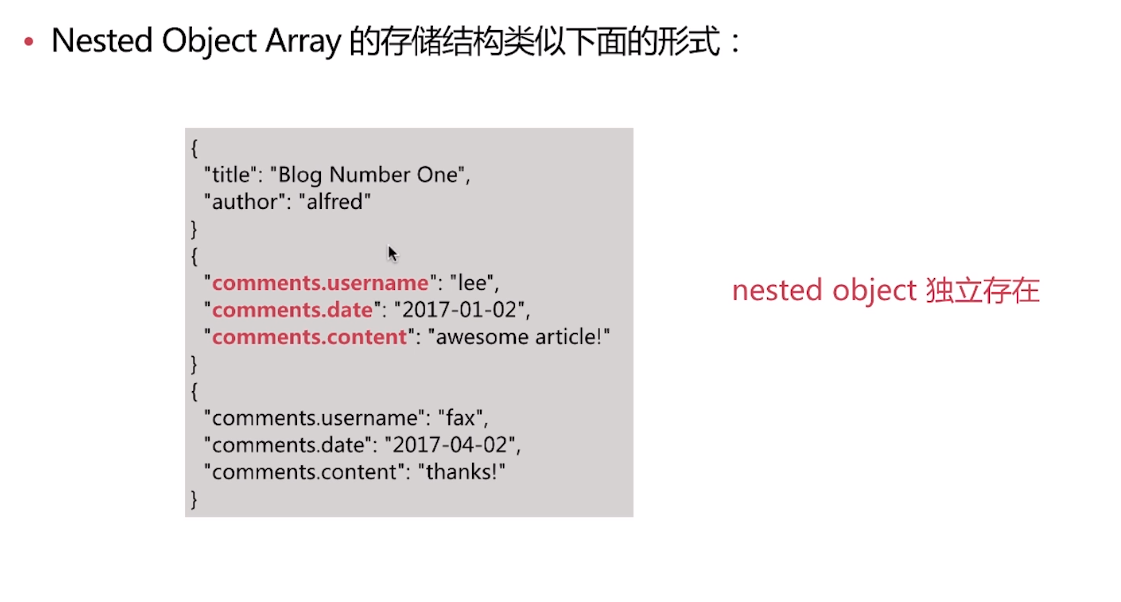 • Nested Object Array 的存储结构类似下面的形式：
{
"title": "Blog Number One",
"author": "alfred"
}
{
"comments.username": "lee",
"comments.date": "2017-01-02",
"comments.content": "awesome article!"
}
{
"comments.username": "fax",
"comments.date": "2017-04-02",
"comments.content": "thanks!"
}
nested object 独立存在